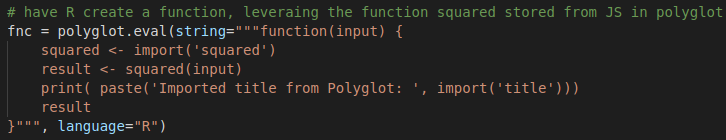 # have R create a function, leveraring the function squared stored from JS in polyglot
fnc = polyglot.eval(string="""function(input) {
    squared <- import('squared')
    result <- squared(input)
    print( paste('Imported title from Polyglot: ', import('title')))
    result
}""", language="R")